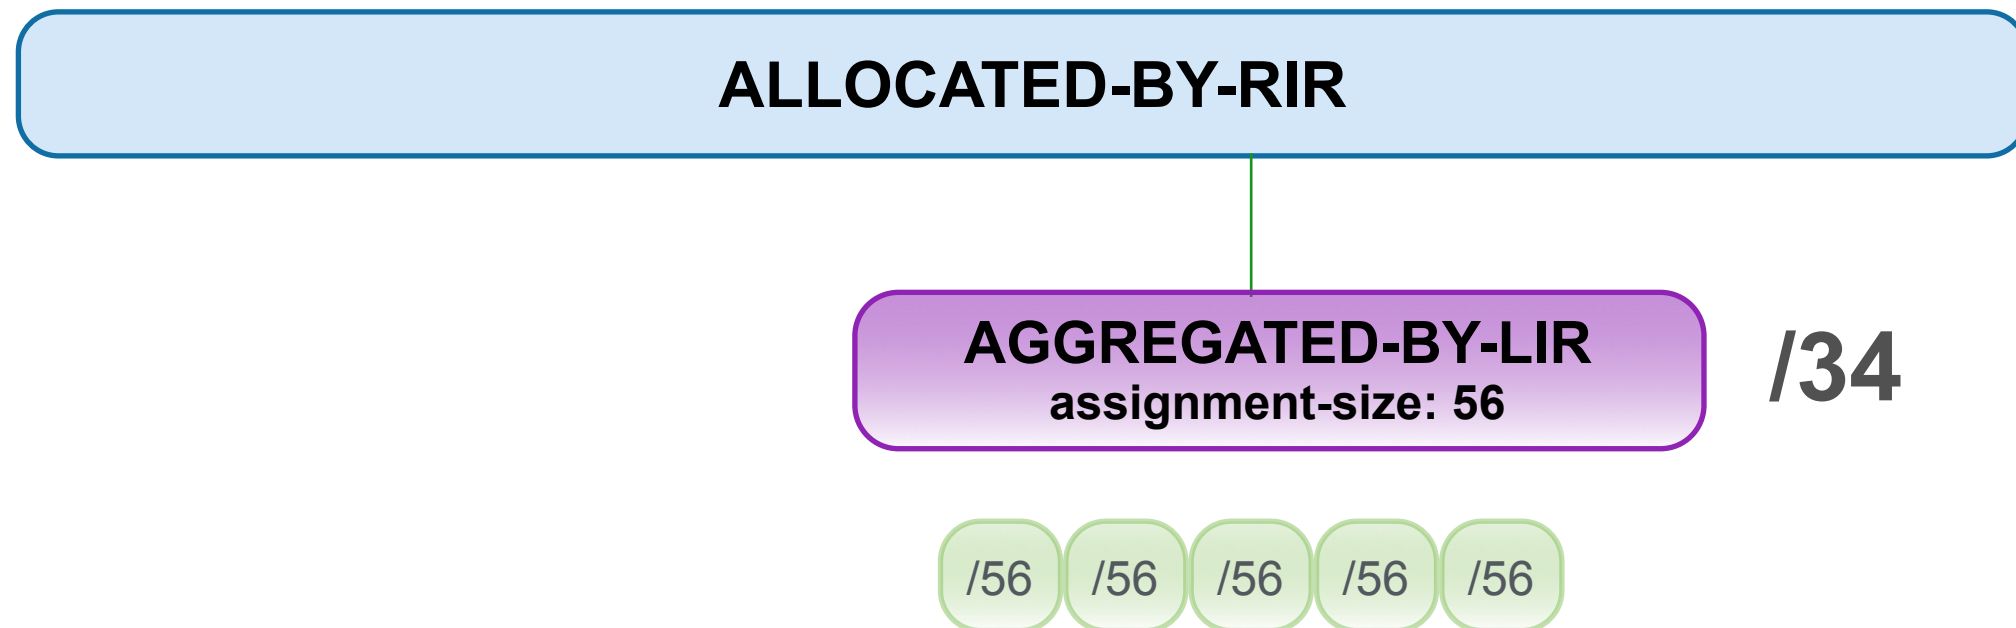 ALLOCATED-BY-RIR
AGGREGATED-BY-LIR
assignment-size: 56
/34
/56 /56 /56 /56 /56